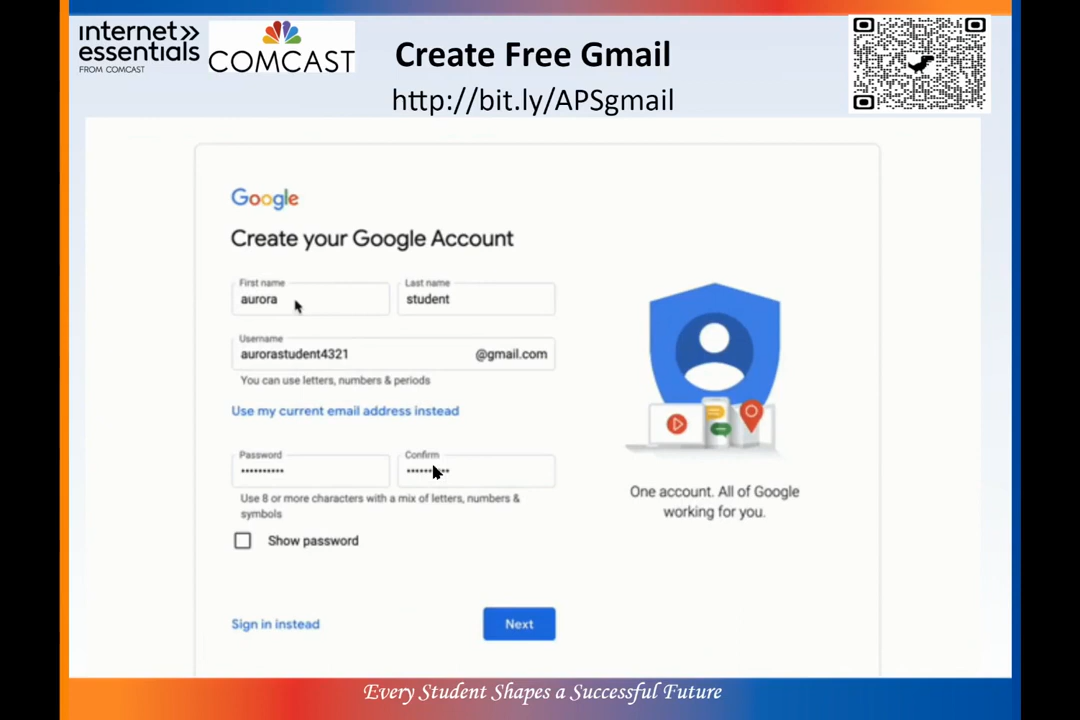 internet
essentials
FROM COMCAST
COMCAST
Create Free Gmail
http://bit.ly/APSgmail
Google
Create your Google Account
First name
aurora
Last name
student
Username
aurorastudent4321
@gmail.com
You can use letters, numbers & periods
Use my current email address instead
Password
••••••••••
Confirm
••••••••••
Use 8 or more characters with a mix of letters, numbers &
symbols
Show password
One account. All of Google
working for you.
Sign in instead
Next
Every Student Shapes a Successful Future